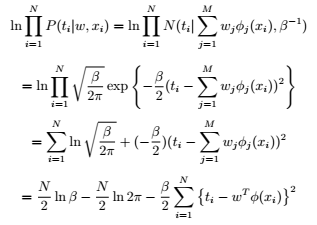 \ln \prod_{i=1}^{N} P(t_i|w, x_i) = \ln \prod_{i=1}^{N} N(t_i| \sum_{j=1}^{M} w_j \phi_j(x_i), \beta^{-1})
= \ln \prod_{i=1}^{N} \sqrt{\frac{\beta}{2\pi}} \exp \left\{ -\frac{\beta}{2} (t_i - \sum_{j=1}^{M} w_j \phi_j(x_i))^2 \right\}
= \sum_{i=1}^{N} \ln \sqrt{\frac{\beta}{2\pi}} + (-\frac{\beta}{2})(t_i - \sum_{j=1}^{M} w_j \phi_j(x_i))^2
= \frac{N}{2} \ln \beta - \frac{N}{2} \ln 2\pi - \frac{\beta}{2} \sum_{i=1}^{N} \left\{ t_i - w^T \phi(x_i) \right\}^2